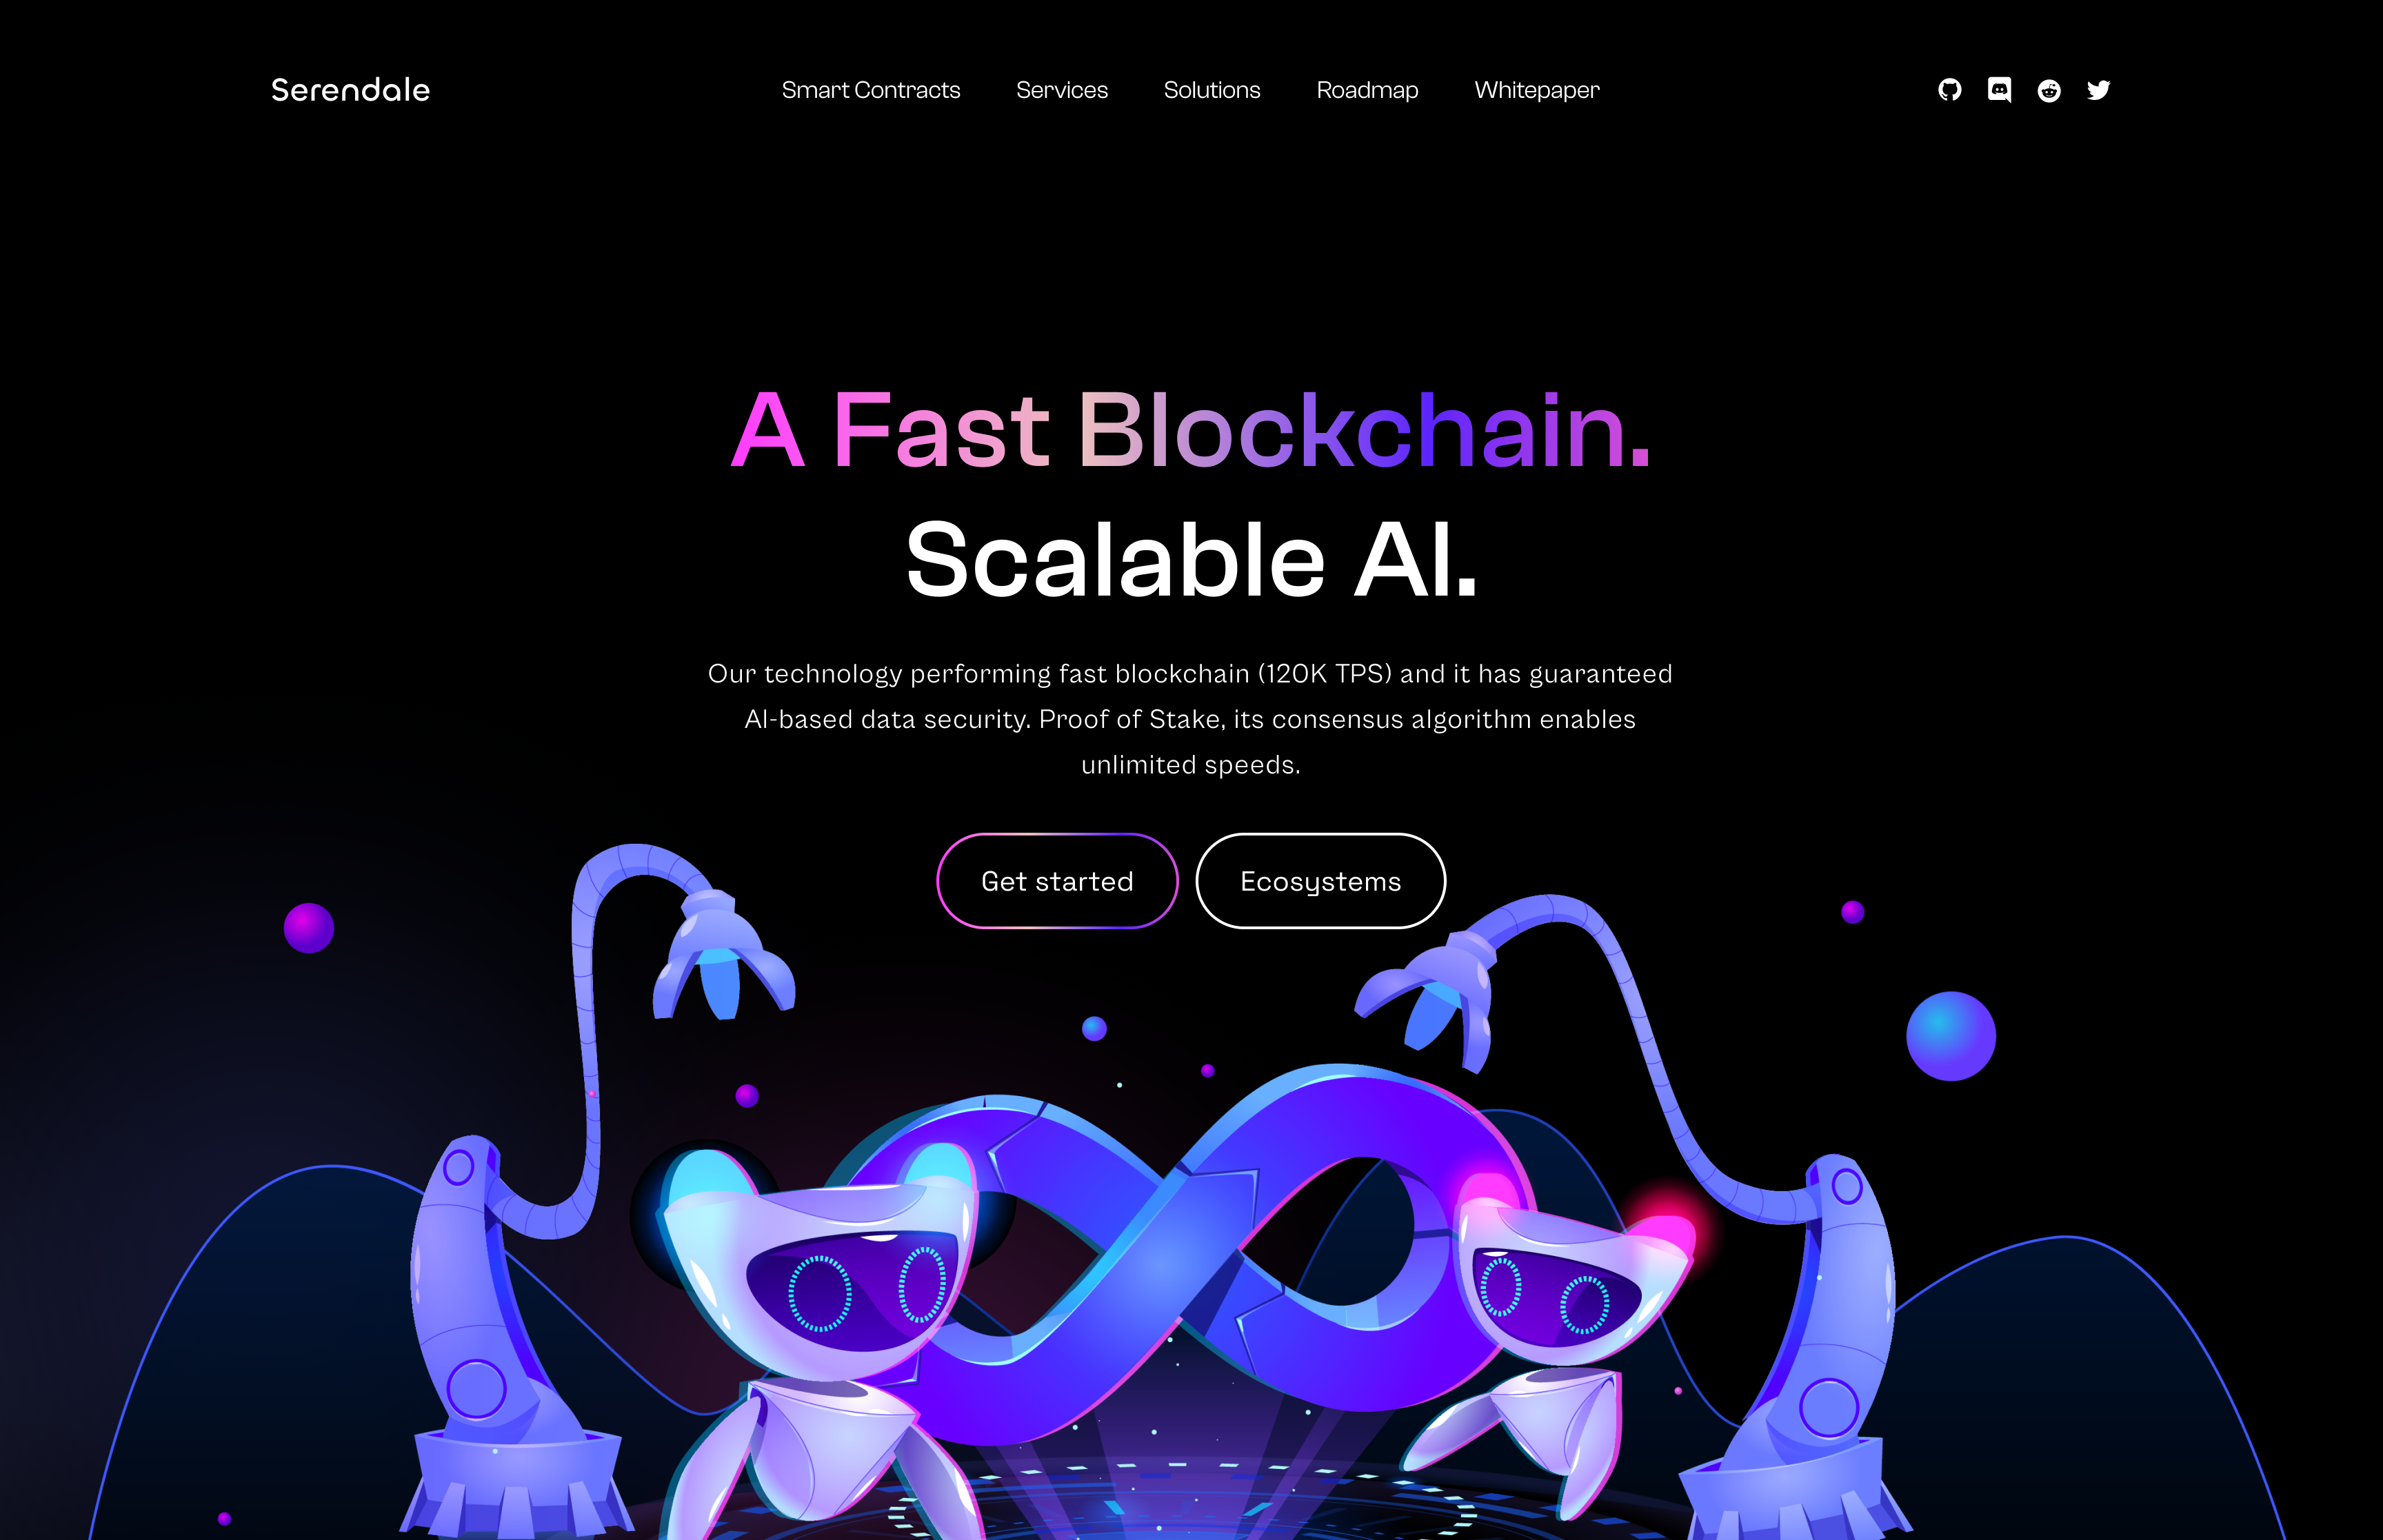 Serendale
Smart Contracts
Services
Solutions
Roadmap
Whitepaper
A Fast Blockchain.
Scalable AI.
Our technology performing fast blockchain (120K TPS) and it has guaranteed
AI-based data security. Proof of Stake, its consensus algorithm enables
unlimited speeds.
Get started
Ecosystems